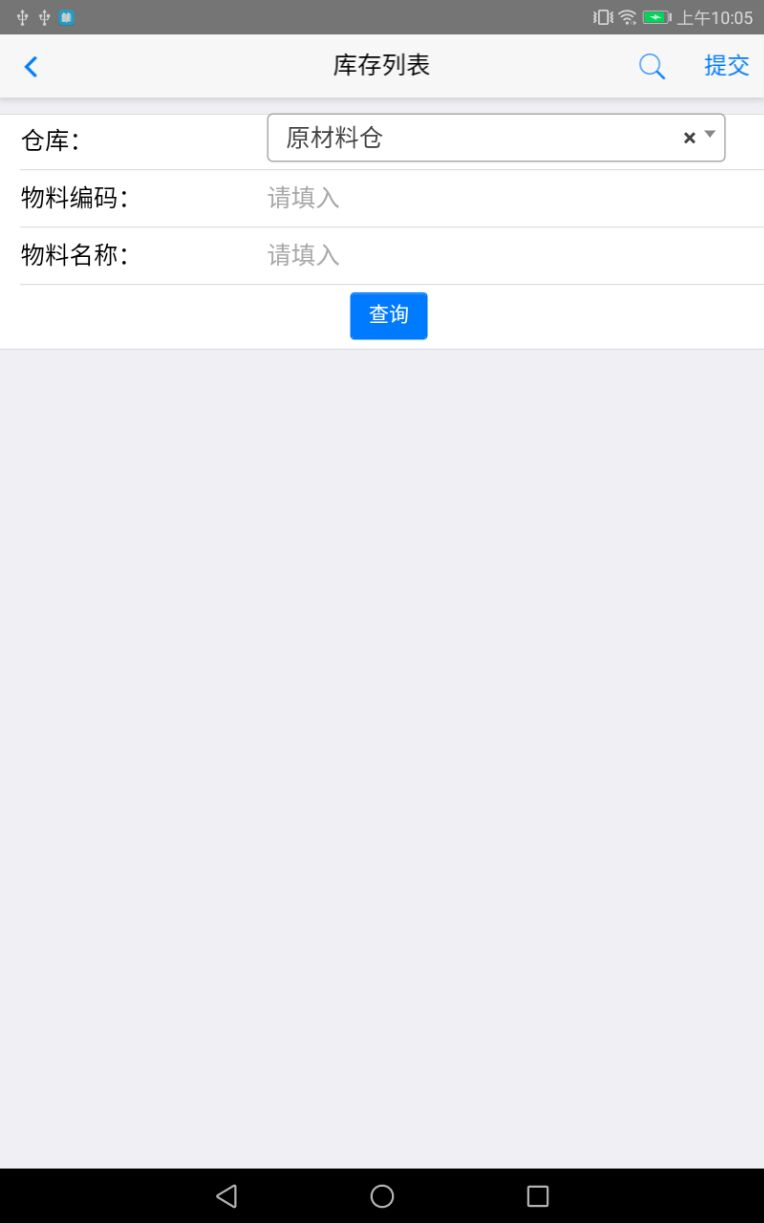 上午10:05
库存列表 提交
仓库： 原材料仓 × 
物料编码： 请填入
物料名称： 请填入
查询